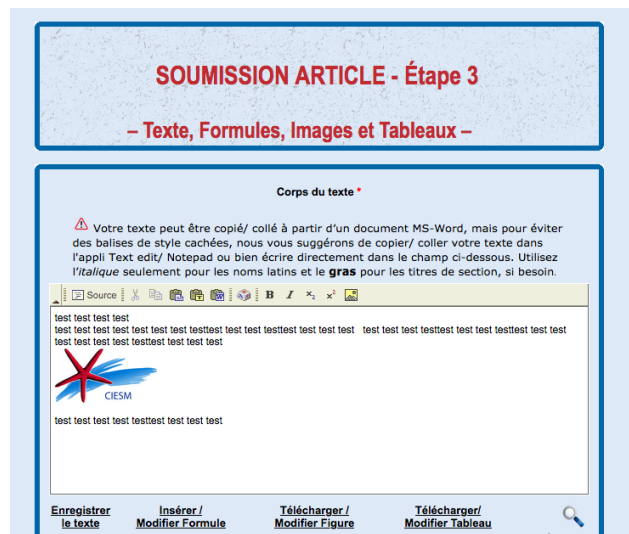 SOUMISSION ARTICLE - Étape 3
– Texte, Formules, Images et Tableaux –
Corps du texte *
Votre texte peut être copié/ collé à partir d'un document MS-Word, mais pour éviter
des balises de style cachées, nous vous suggérons de copier/ coller votre texte dans
l'appli Text edit/ Notepad ou bien écrire directement dans le champ ci-dessous. Utilisez
l'italique seulement pour les noms latins et le gras pour les titres de section, si besoin.
Source B I x₂ x²
test test test test
test test test test test test test testtest test test testtest test test test test test test testtest test test testtest test test
test test test test testtest test test test
CIESM
test test test test testtest test test test
Enregistrer Insérer / Télécharger / Télécharger/
le texte Modifier Formule Modifier Figure Modifier Tableau